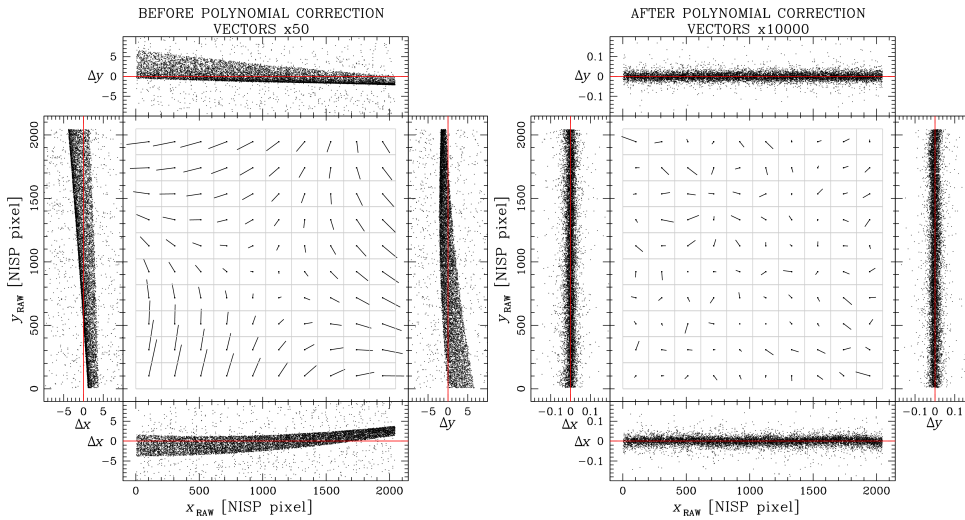 BEFORE POLYNOMIAL CORRECTION
VECTORS x50
5
Δy 0
−5
y RAW [NISP pixel]
2000
1500
1000
500
0
−5 0 5
Δx
−5 0 5
Δy
5
Δx 0
−5
0 500 1000 1500 2000
x RAW [NISP pixel]
AFTER POLYNOMIAL CORRECTION
VECTORS x10000
0.1
Δy 0
−0.1
y RAW [NISP pixel]
2000
1500
1000
500
0
−0.1 0 0.1
Δx
−0.1 0 0.1
Δy
0.1
Δx 0
−0.1
0 500 1000 1500 2000
x RAW [NISP pixel]